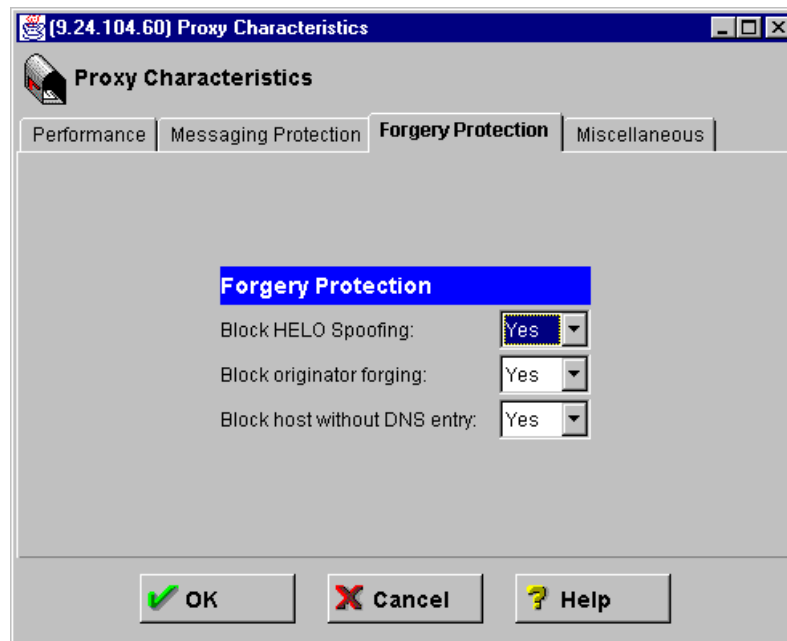 (9.24.104.60) Proxy Characteristics
Proxy Characteristics
Performance Messaging Protection Forgery Protection Miscellaneous
Forgery Protection
Block HELO Spoofing: Yes
Block originator forging: Yes
Block host without DNS entry: Yes
OK Cancel Help